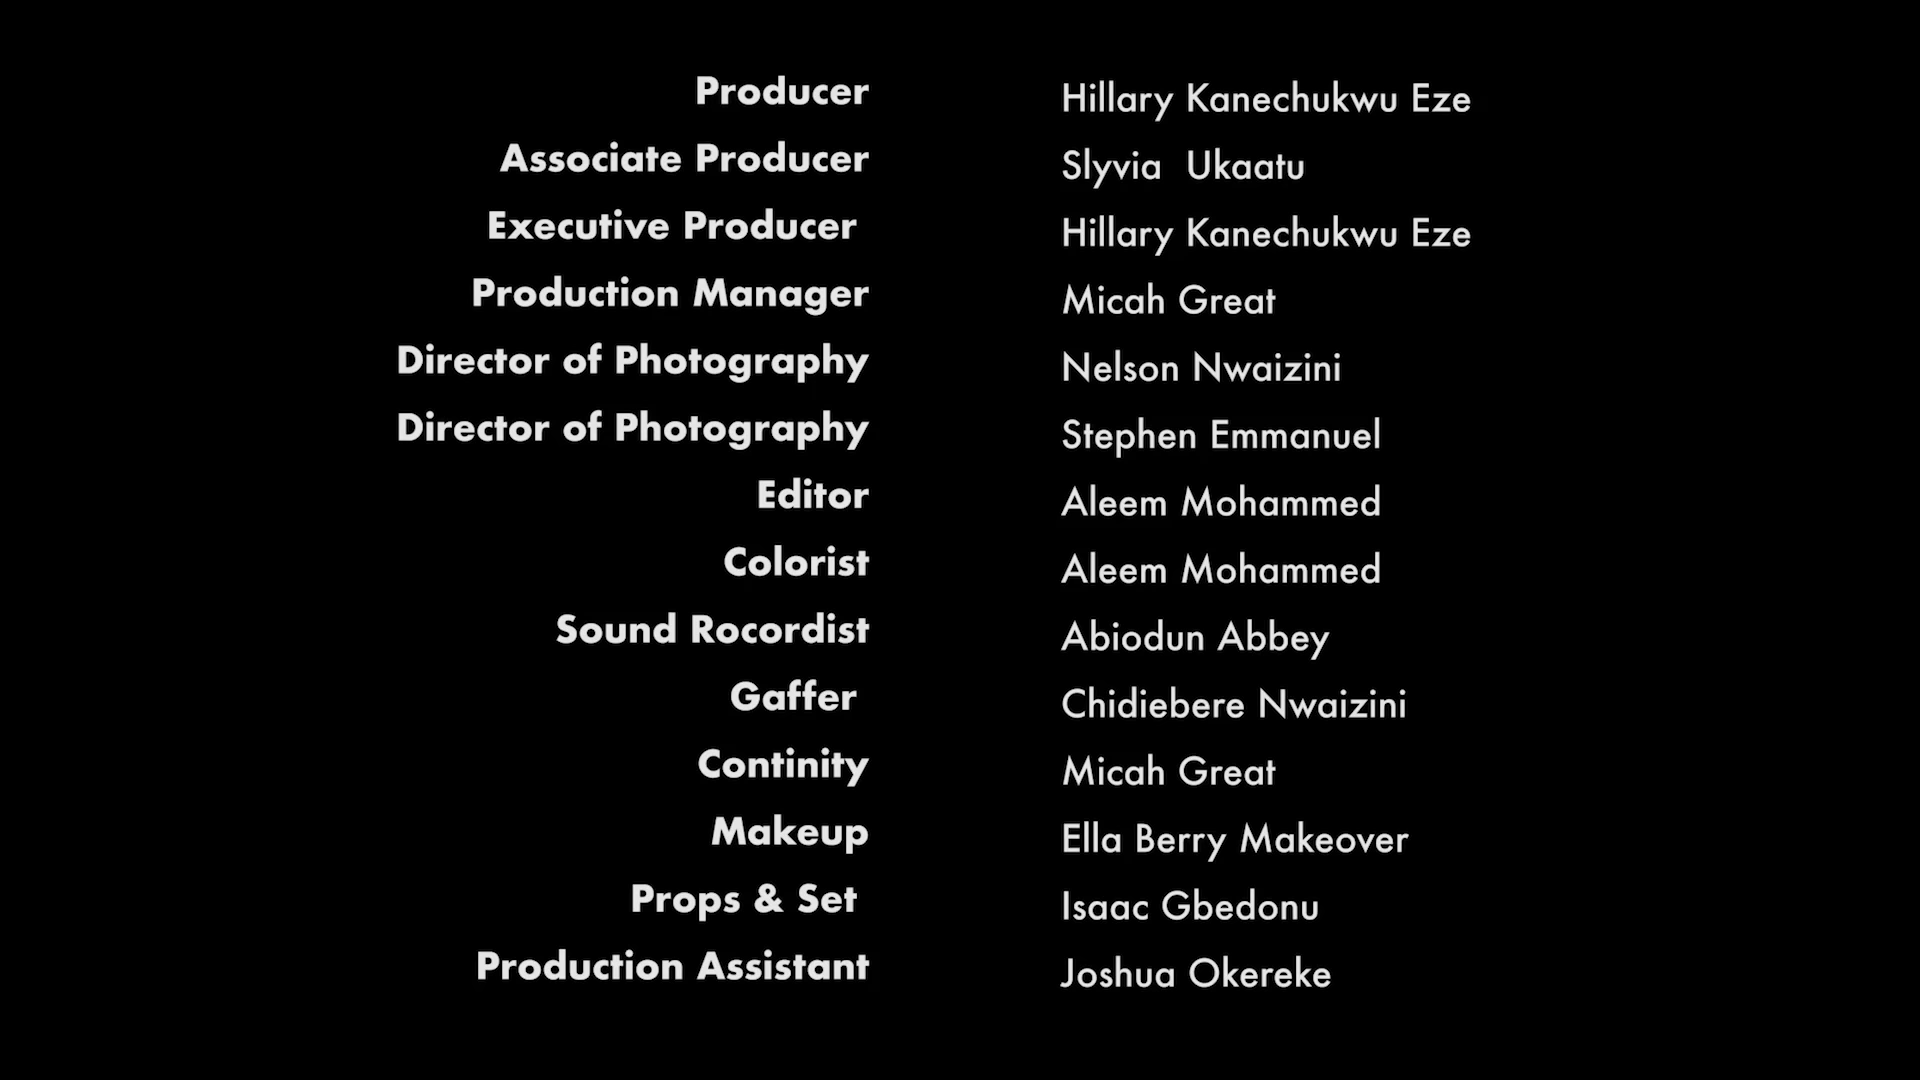 Producer Hillary Kanechukwu Eze
Associate Producer Slyvia Ukaatu
Executive Producer Hillary Kanechukwu Eze
Production Manager Micah Great
Director of Photography Nelson Nwaizini
Director of Photography Stephen Emmanuel
Editor Aleem Mohammed
Colorist Aleem Mohammed
Sound Rocordist Abiodun Abbey
Gaffer Chidiebere Nwaizini
Continity Micah Great
Makeup Ella Berry Makeover
Props & Set Isaac Gbedonu
Production Assistant Joshua Okereke